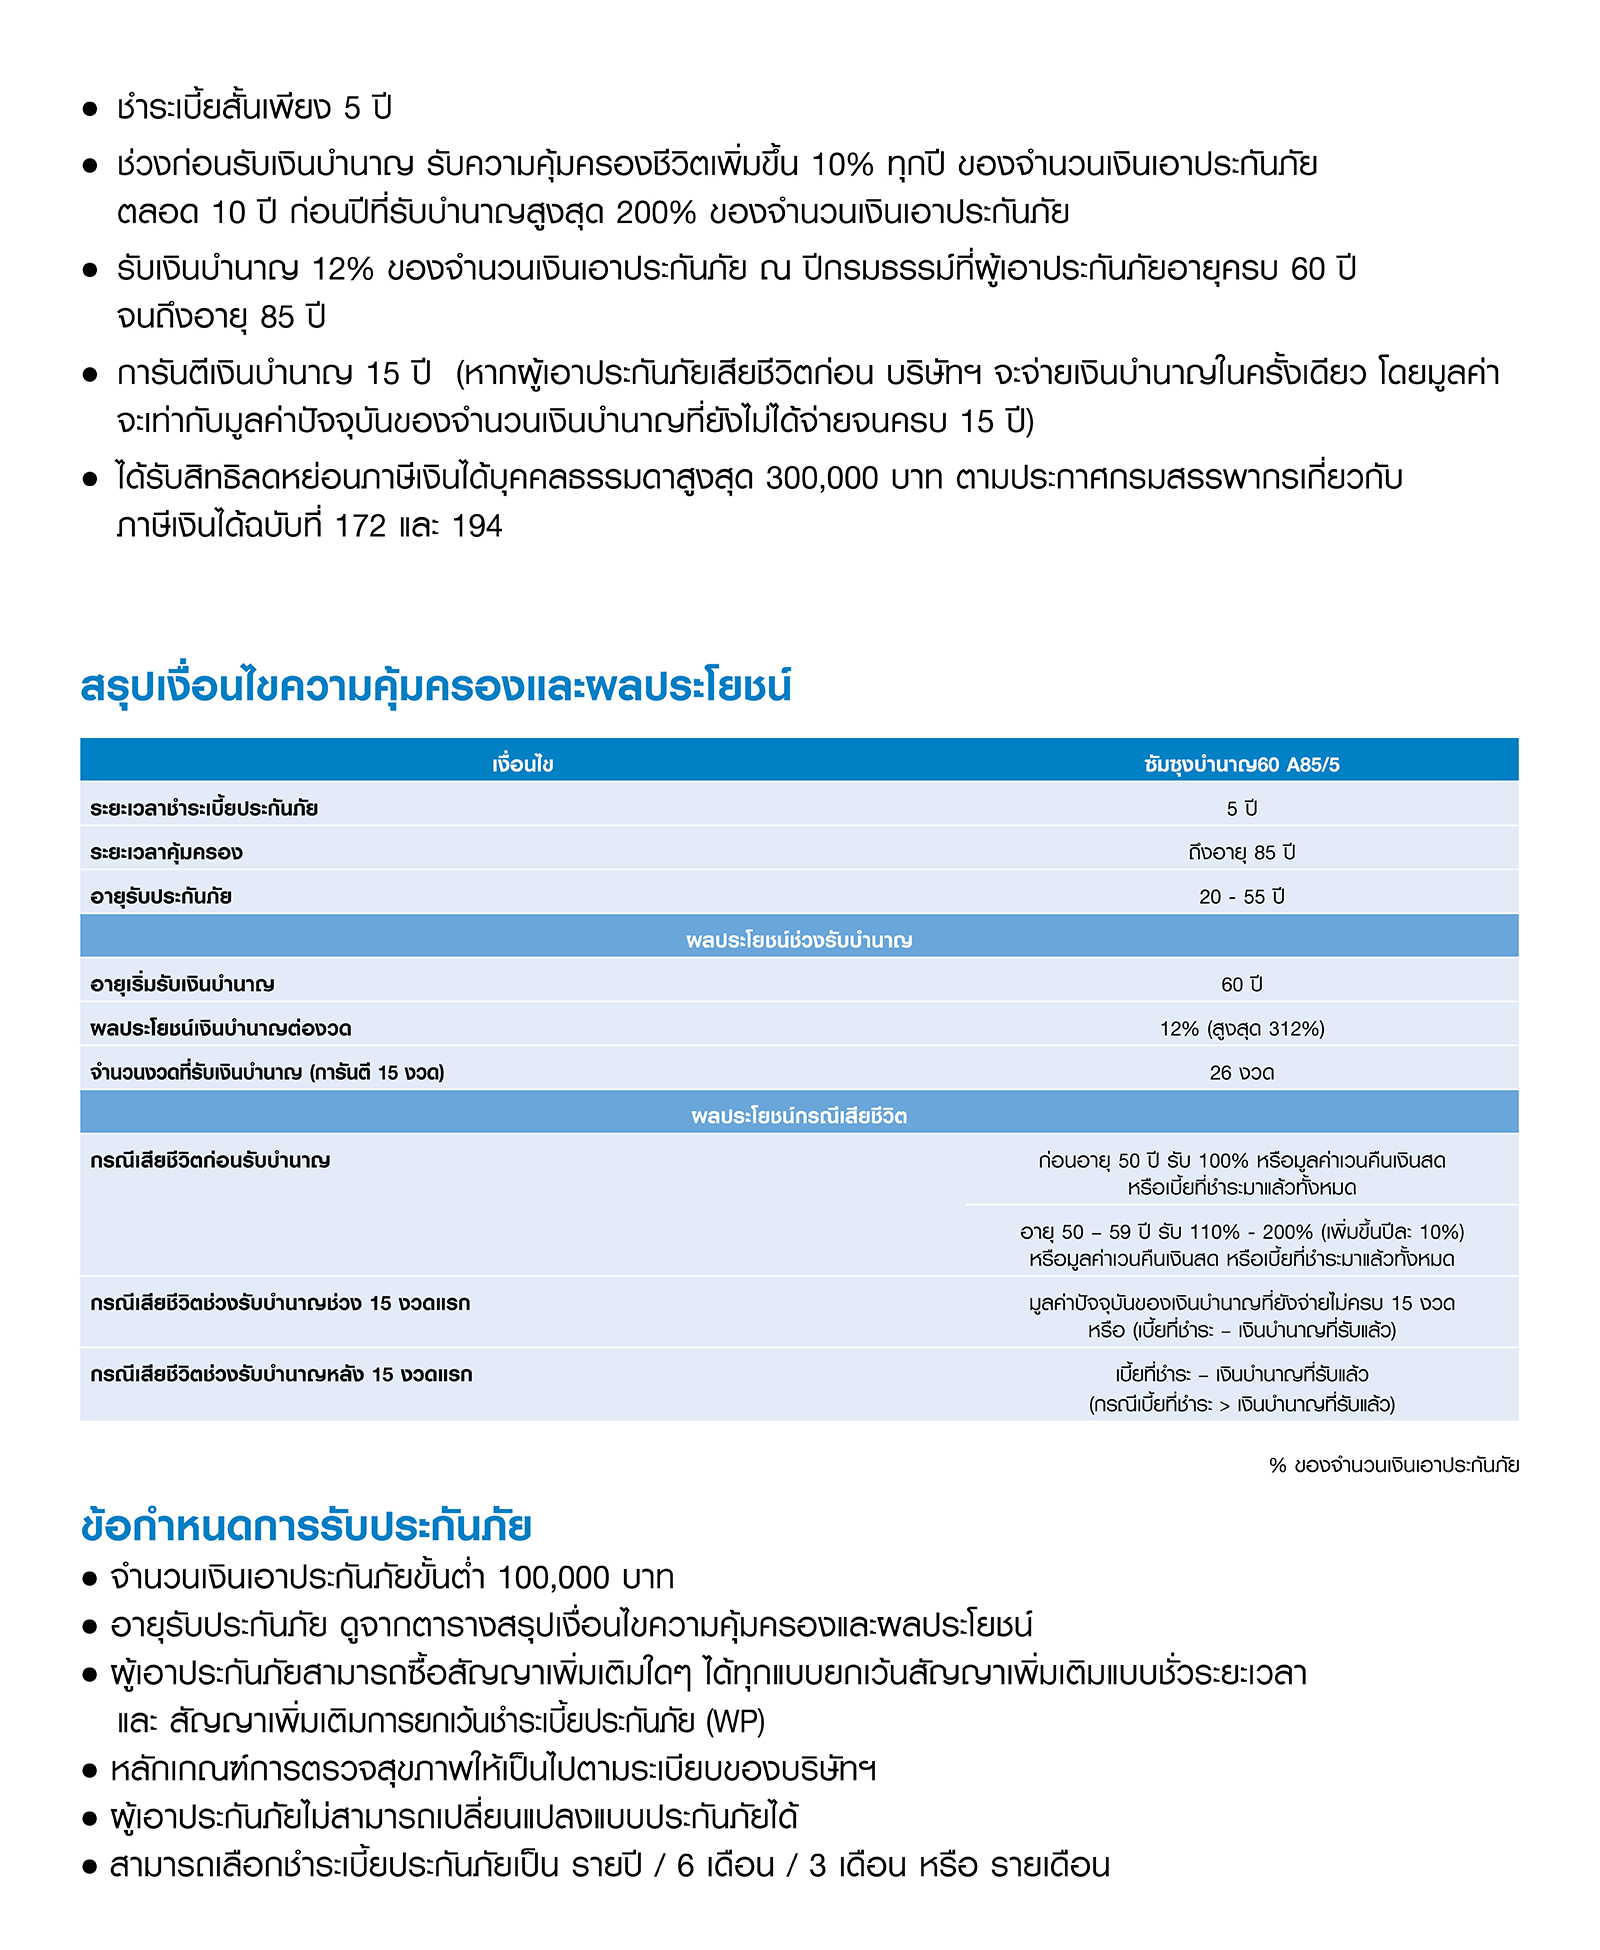 ● ชำระเบี้ยสั้นเพียง 5 ปี
● ช่วงก่อนรับเงินบำนาญ รับความคุ้มครองชีวิตเพิ่มขึ้น 10% ทุกปี ของจำนวนเงินเอาประกันภัย
ตลอด 10 ปี ก่อนปีที่รับบำนาญสูงสุด 200% ของจำนวนเงินเอาประกันภัย
● รับเงินบำนาญ 12% ของจำนวนเงินเอาประกันภัย ณ ปีกรมธรรม์ที่ผู้เอาประกันภัยอายุครบ 60 ปี
จนถึงอายุ 85 ปี
● การันตีเงินบำนาญ 15 ปี (หากผู้เอาประกันภัยเสียชีวิตก่อน บริษัทฯ จะจ่ายเงินบำนาญในครั้งเดียว โดยมูลค่า
จะเท่ากับมูลค่าปัจจุบันของจำนวนเงินบำนาญที่ยังไม่ได้จ่ายจนครบ 15 ปี)
● ได้รับสิทธิลดหย่อนภาษีเงินได้บุคคลธรรมดาสูงสุด 300,000 บาท ตามประกาศกรมสรรพากรเกี่ยวกับ
ภาษีเงินได้ฉบับที่ 172 และ 194
สรุปเงื่อนไขความคุ้มครองและผลประโยชน์
เงื่อนไข ซัมซุงบำนาญ60 A85/5
ระยะเวลาชำระเบี้ยประกันภัย 5 ปี
ระยะเวลาคุ้มครอง ถึงอายุ 85 ปี
อายุรับประกันภัย 20 - 55 ปี
ผลประโยชน์ช่วงรับบำนาญ
อายุเริ่มรับเงินบำนาญ 60 ปี
ผลประโยชน์เงินบำนาญต่องวด 12% (สูงสุด 312%)
จำนวนงวดที่รับเงินบำนาญ (การันตี 15 งวด) 26 งวด
ผลประโยชน์กรณีเสียชีวิต
กรณีเสียชีวิตก่อนรับบำนาญ ก่อนอายุ 50 ปี รับ 100% หรือมูลค่าเวนคืนเงินสด
หรือเบี้ยที่ชำระมาแล้วทั้งหมด
อายุ 50 – 59 ปี รับ 110% - 200% (เพิ่มขึ้นปีละ 10%)
หรือมูลค่าเวนคืนเงินสด หรือเบี้ยที่ชำระมาแล้วทั้งหมด
กรณีเสียชีวิตช่วงรับบำนาญช่วง 15 งวดแรก มูลค่าปัจจุบันของเงินบำนาญที่ยังจ่ายไม่ครบ 15 งวด
หรือ (เบี้ยที่ชำระ – เงินบำนาญที่รับแล้ว)
กรณีเสียชีวิตช่วงรับบำนาญหลัง 15 งวดแรก เบี้ยที่ชำระ – เงินบำนาญที่รับแล้ว
(กรณีเบี้ยที่ชำระ > เงินบำนาญที่รับแล้ว)
% ของจำนวนเงินเอาประกันภัย
ข้อกำหนดการรับประกันภัย
● จำนวนเงินเอาประกันภัยขั้นต่ำ 100,000 บาท
● อายุรับประกันภัย ดูจากตารางสรุปเงื่อนไขความคุ้มครองและผลประโยชน์
● ผู้เอาประกันภัยสามารถซื้อสัญญาเพิ่มเติมใดๆ ได้ทุกแบบยกเว้นสัญญาเพิ่มเติมแบบชั่วระยะเวลา
และ สัญญาเพิ่มเติมการยกเว้นชำระเบี้ยประกันภัย (WP)
● หลักเกณฑ์การตรวจสุขภาพให้เป็นไปตามระเบียบของบริษัทฯ
● ผู้เอาประกันภัยไม่สามารถเปลี่ยนแปลงแบบประกันภัยได้
● สามารถเลือกชำระเบี้ยประกันภัยเป็น รายปี / 6 เดือน / 3 เดือน หรือ รายเดือน